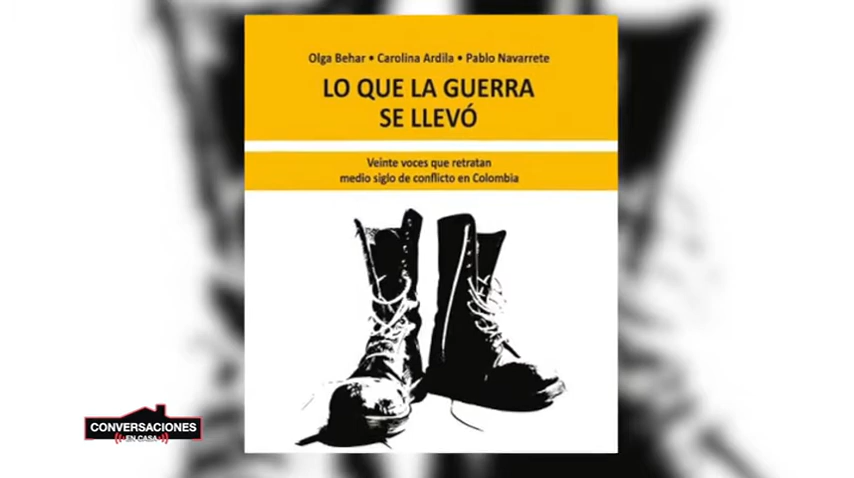 Olga Behar • Carolina Ardila • Pablo Navarrete
LO QUE LA GUERRA
SE LLEVÓ
Veinte voces que retratan
medio siglo de conflicto en Colombia
CONVERSACIONES
EN CASA